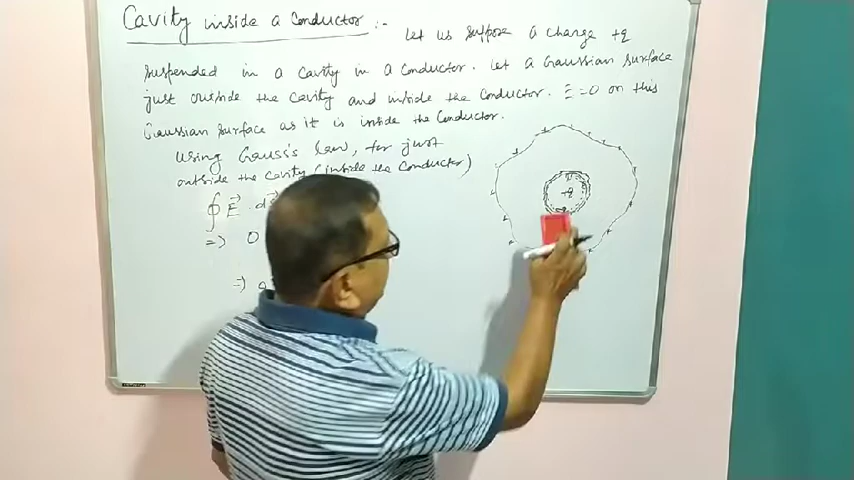 Cavity inside a Conductor :-
Let us suppose a charge +q
suspended in a cavity in a conductor. Let a Gaussian surface
just outside the cavity and inside the conductor. E⃗ = 0 on this
Gaussian surface as it is inside the conductor.
Using Gauss's law, for just
outside the cavity (inside the conductor)
∮ E⃗ . d
=> 0
=>
+q
-q